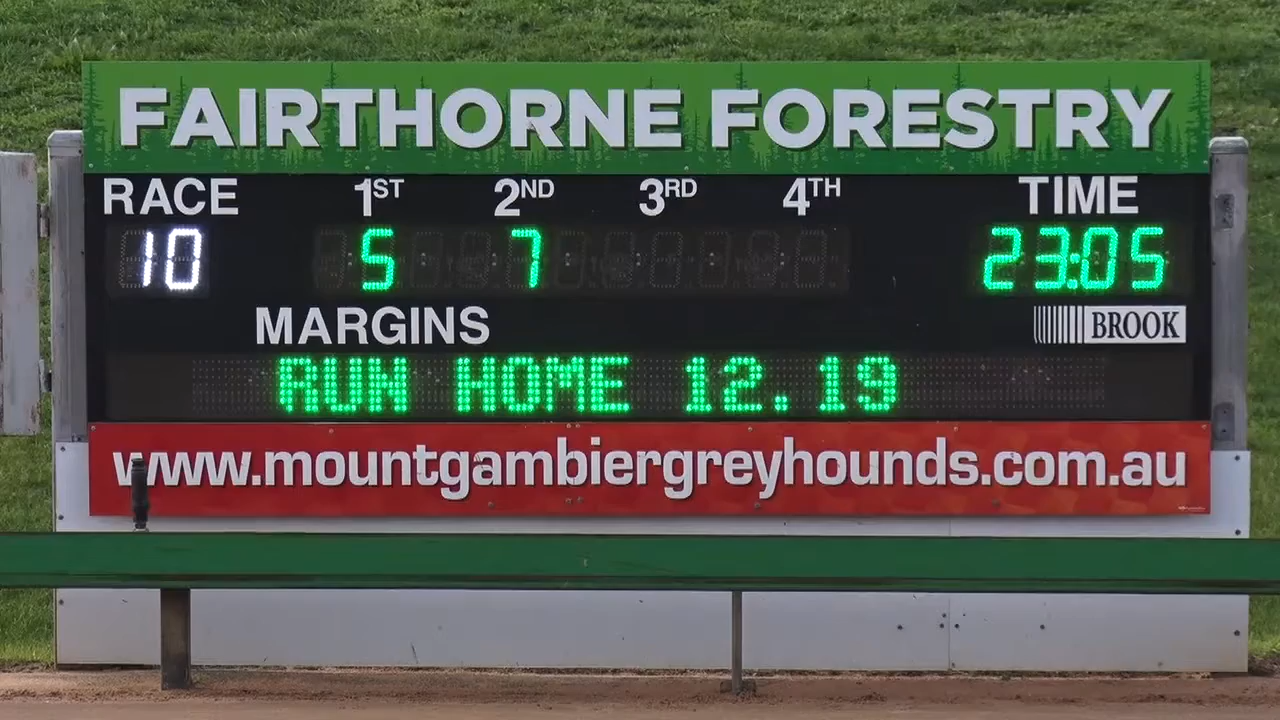 FAIRTHORNE FORESTRY
RACE 1ST 2ND 3RD 4TH TIME
10 5 7 23:05
MARGINS BROOK
RUN HOME 12.19
www.mountgambiergreyhounds.com.au